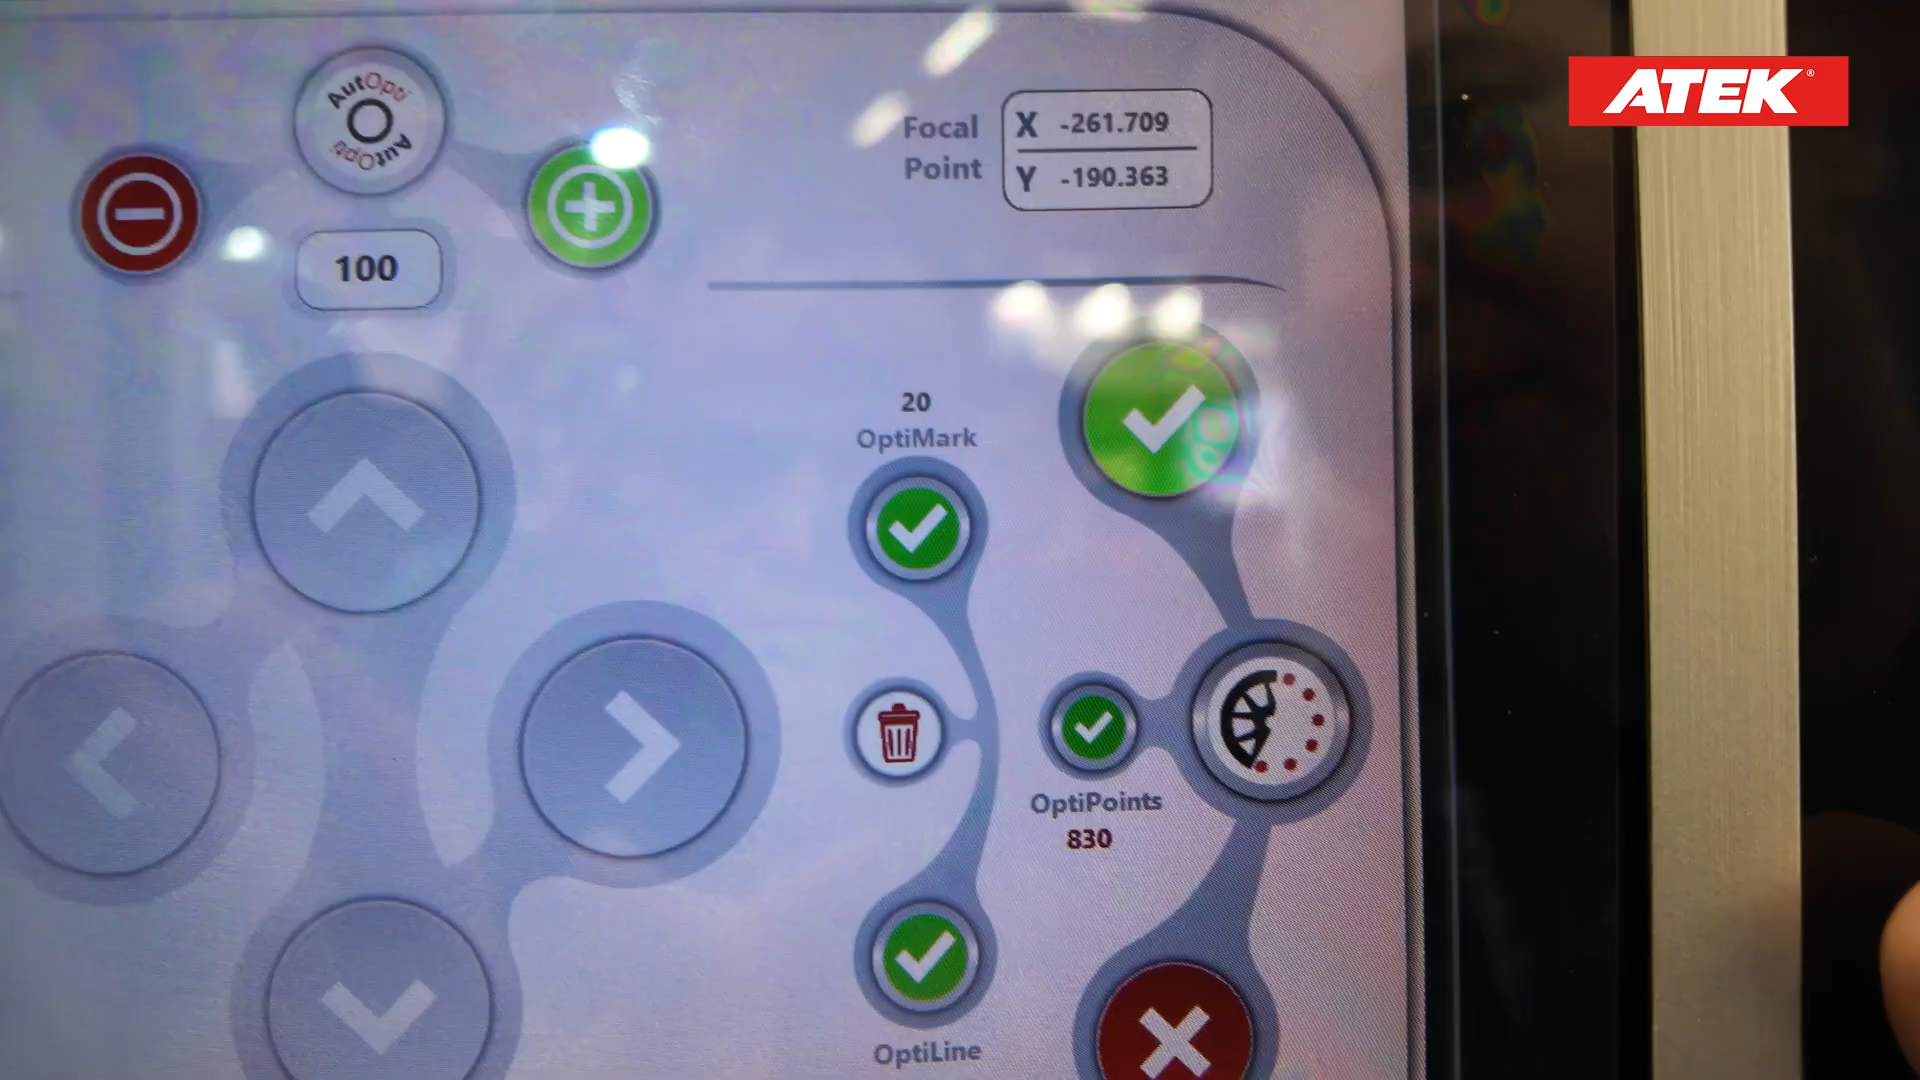 AutOpti
AutOpti
100
Focal
Point
X -261.709
Y -190.363
ATEK®
20
OptiMark
OptiPoints
830
OptiLine